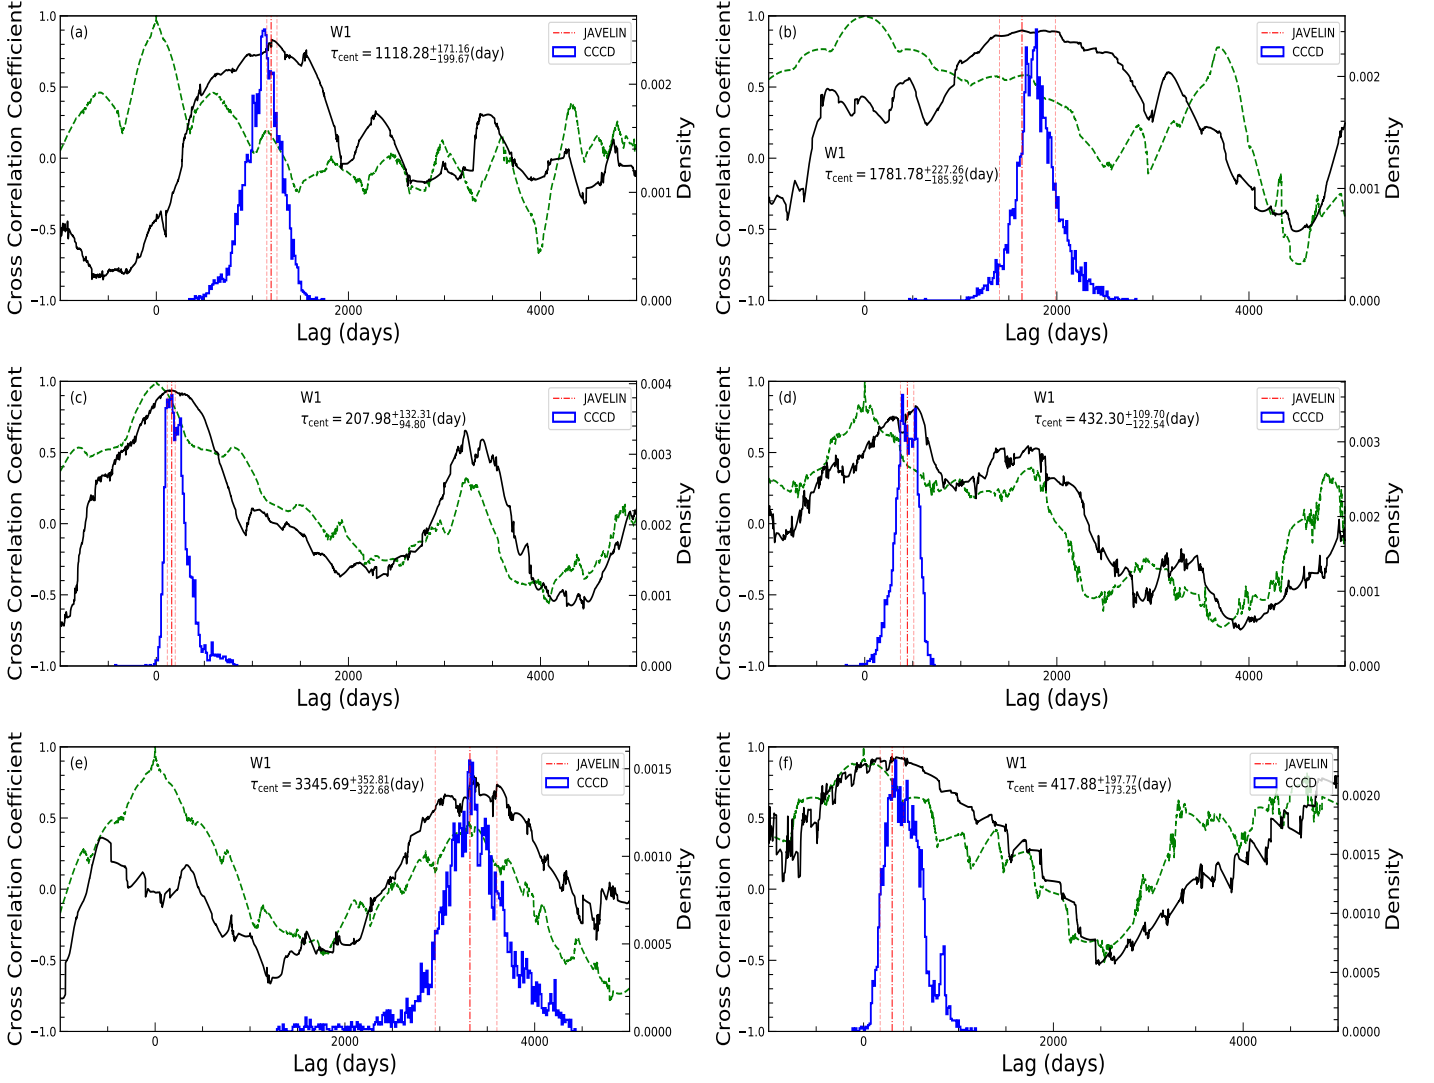 (a)
W1
τcent = 1118.28+171.16−199.67(day)
JAVELIN
CCCD
1.0
0.5
0.0
−0.5
−1.0
0
2000
4000
0.002
0.001
0.000
Cross Correlation Coefficient
Density
Lag (days)
(b)
W1
τcent = 1781.78+227.26−185.92(day)
JAVELIN
CCCD
1.0
0.5
0.0
−0.5
−1.0
0
2000
4000
0.002
0.001
0.000
Cross Correlation Coefficient
Density
Lag (days)
(c)
W1
τcent = 207.98+132.31−94.80(day)
JAVELIN
CCCD
1.0
0.5
0.0
−0.5
−1.0
0
2000
4000
0.004
0.003
0.002
0.001
0.000
Cross Correlation Coefficient
Density
Lag (days)
(d)
W1
τcent = 432.30+109.70−122.54(day)
JAVELIN
CCCD
1.0
0.5
0.0
−0.5
−1.0
0
2000
4000
0.003
0.002
0.001
0.000
Cross Correlation Coefficient
Density
Lag (days)
(e)
W1
τcent = 3345.69+352.81−322.68(day)
JAVELIN
CCCD
1.0
0.5
0.0
−0.5
−1.0
0
2000
4000
0.0015
0.0010
0.0005
0.0000
Cross Correlation Coefficient
Density
Lag (days)
(f)
W1
τcent = 417.88+197.77−173.25(day)
JAVELIN
CCCD
1.0
0.5
0.0
−0.5
−1.0
0
2000
4000
0.0020
0.0015
0.0010
0.0005
0.0000
Cross Correlation Coefficient
Density
Lag (days)